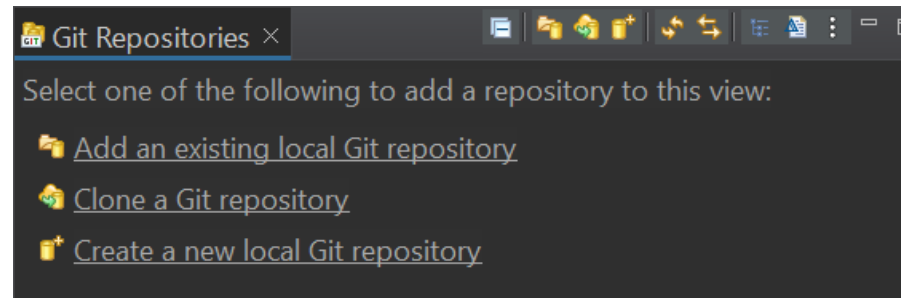 GIT Git Repositories
Select one of the following to add a repository to this view:
Add an existing local Git repository
Clone a Git repository
Create a new local Git repository